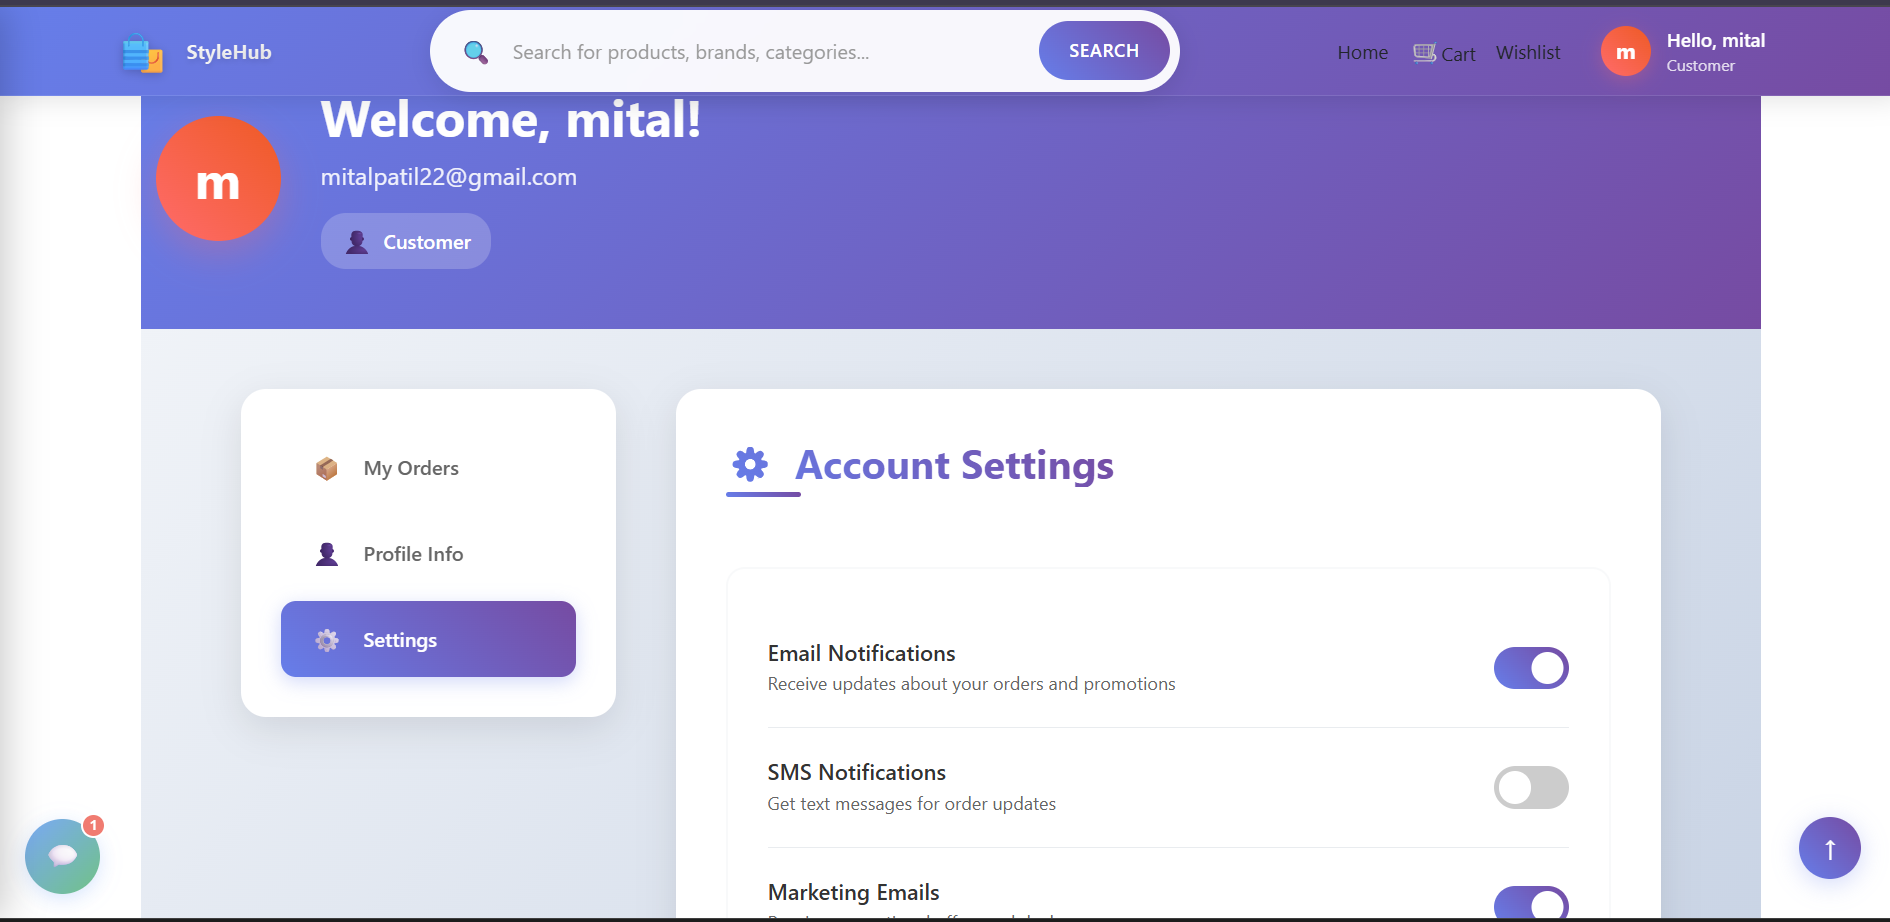 StyleHub
Search for products, brands, categories...
SEARCH
Home
Cart
Wishlist
m
Hello, mital
Customer
m
Welcome, mital!
mitalpatil22@gmail.com
Customer
My Orders
Profile Info
Settings
Account Settings
Email Notifications
Receive updates about your orders and promotions
SMS Notifications
Get text messages for order updates
Marketing Emails
1
↑